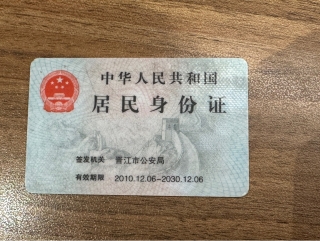 中华人民共和国
居民身份证
签发机关 晋江市公安局
有效期限 2010.12.06-2030.12.06